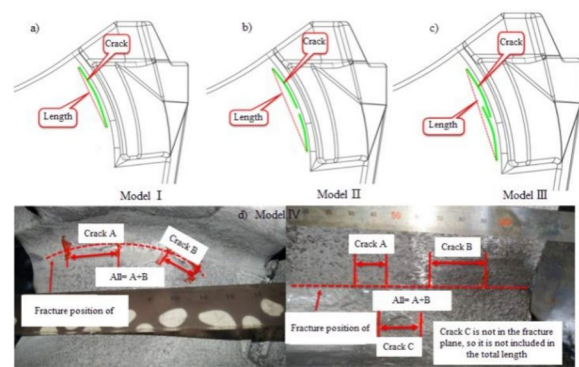 a)
Crack
Length
Model I
b)
Crack
Length
Model II
c)
Crack
Length
Model III
d) Model IV
Crack A
Crack B
All= A+B
Fracture position of
Crack A
Crack B
All= A+B
Fracture position of
Crack C
Crack C is not in the fracture
plane, so it is not included in
the total length